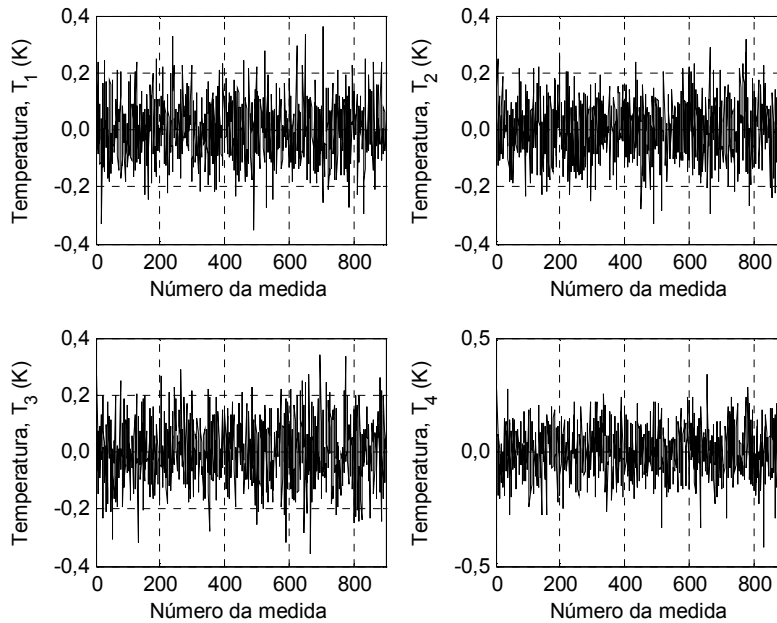 0,4
0,2
0,0
-0,2
-0,4
Temperatura, T1 (K)
0 200 400 600 800
Número da medida
0,4
0,2
0,0
-0,2
-0,4
Temperatura, T2 (K)
0 200 400 600 800
Número da medida
0,4
0,2
0,0
-0,2
-0,4
Temperatura, T3 (K)
0 200 400 600 800
Número da medida
0,5
0,0
-0,5
Temperatura, T4 (K)
0 200 400 600 800
Número da medida